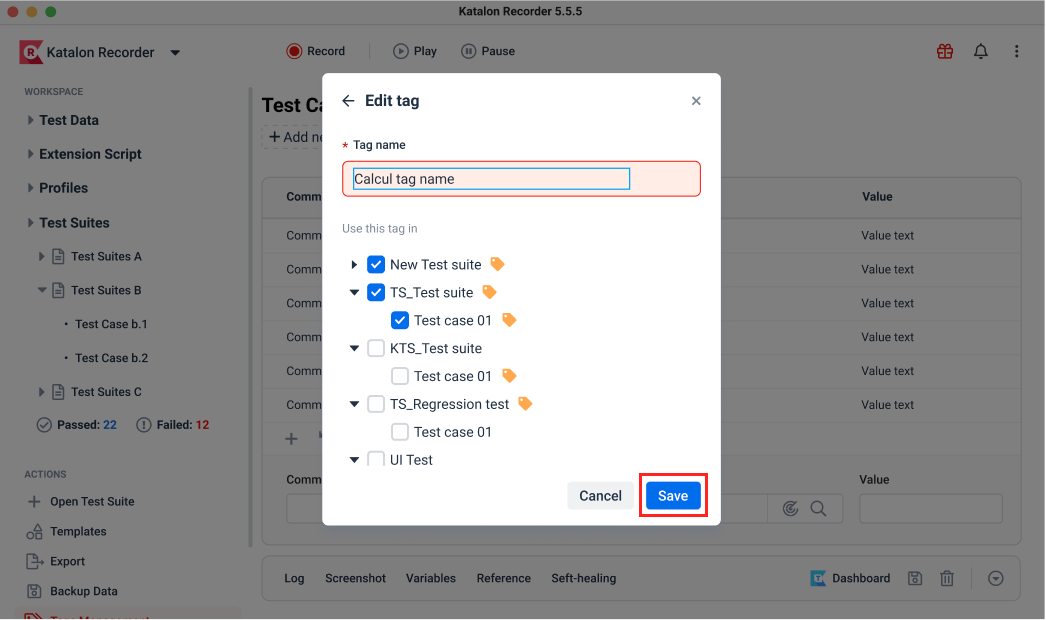 Katalon Recorder 5.5.5
Katalon Recorder
Record
Play
Pause
WORKSPACE
Test Data
Extension Script
Profiles
Test Suites
Test Suites A
Test Suites B
Test Case b.1
Test Case b.2
Test Suites C
Passed: 22
Failed: 12
ACTIONS
Open Test Suite
Templates
Export
Backup Data
Tags Management
Test Ca
+ Add ne
Comm
Value
Comm
Value text
Comm
Value text
Comm
Value text
Comm
Value text
Comm
Value text
Comm
Value text
Comm
Value
Edit tag
* Tag name
Calcul tag name
Use this tag in
New Test suite
TS_Test suite
Test case 01
KTS_Test suite
Test case 01
TS_Regression test
Test case 01
UI Test
Cancel
Save
Log
Screenshot
Variables
Reference
Seft-healing
Dashboard